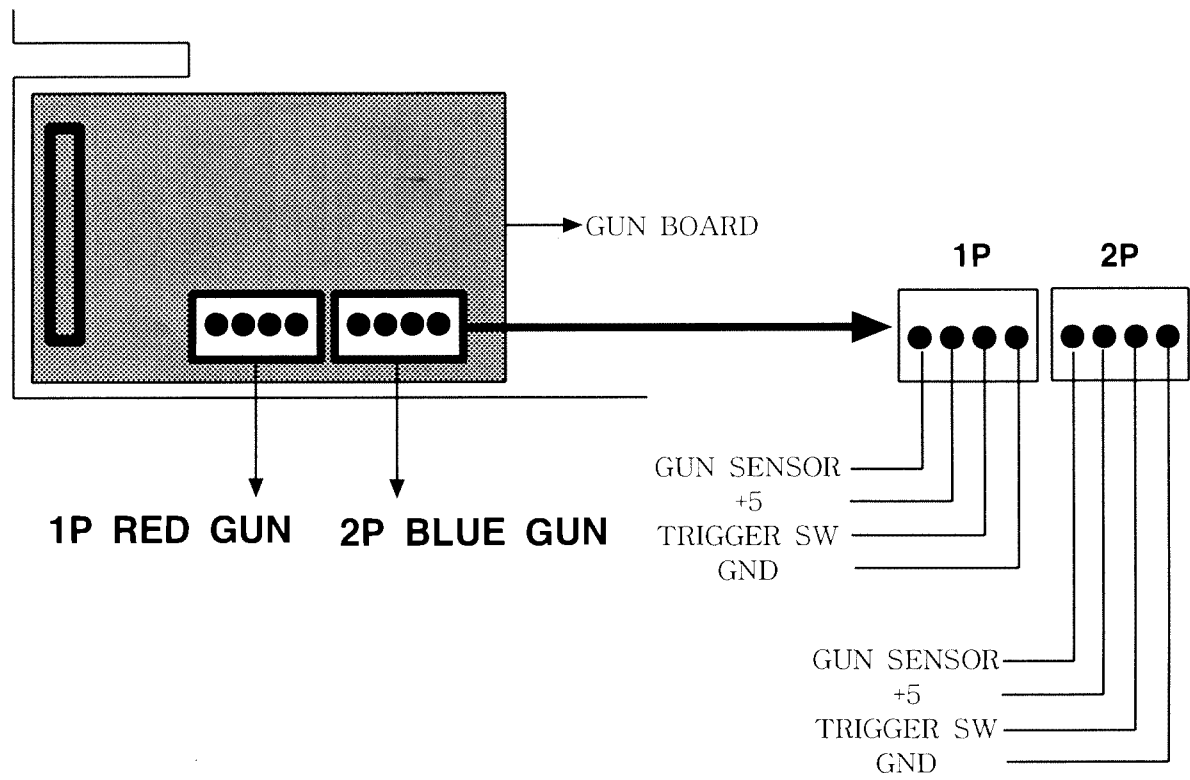 GUN BOARD
1P 2P
GUN SENSOR
+5
TRIGGER SW
GND
1P RED GUN 2P BLUE GUN
GUN SENSOR
+5
TRIGGER SW
GND